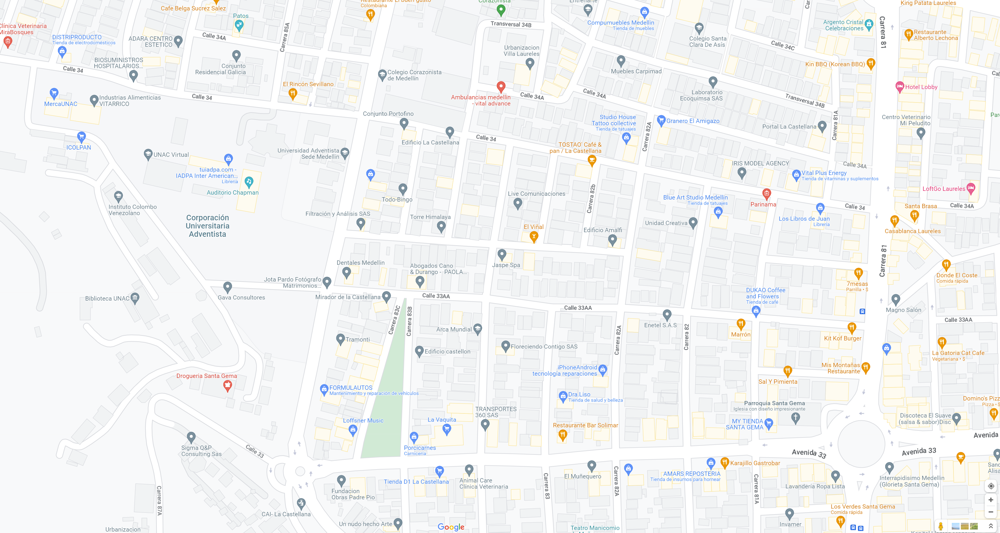 Cafe Belga Sucrez Salez
Restaurante El buen gusto
Colombiana
Corazonista
Entrenarte
King Patata Laureles
Clínica Veterinaria
MiraBosques
Patos
DISTRIPRODUCTO
Tienda de electrodomésticos
ADARA CENTRO
ESTETICO
Calle 34A
Carrera 85A
Transversal 34B
Compumuebles Medellin
Tienda de muebles
Colegio Santa
Clara De Asís
Calle 34C
Argento Cristal
Celebraciones
Carrera 81
Restaurante
Alberto Lechona
BIOSUMINISTROS
HOSPITALARIOS...
Calle 34
Conjunto
Residencial Galicia
Urbanizacion
Villa Laureles
Muebles Carpimad
Kin BBQ (Korean BBQ)
Colegio Corazonista
de Medellín
El Rincón Sevillano
Calle 34
MercaUNAC
Industrias Alimenticias
VITARRICO
Ambulancias medellin
- vital advance
Calle 34A
Calle 34A
Laboratorio
Ecoquimsa SAS
Transversal 34B
Hotel Lobby
Conjunto Portofino
Studio House
Tattoo collective
Tienda de tatuajes
Granero El Amigazo
Portal La Castellana
Carrera 81A
Centro Veterinario
Mi Peludito
ICOLPAN
Edificio La Castellana
Calle 34
Carrera 82A
TOSTAO' Café &
pan / La Castellana
UNAC Virtual
Universidad Adventista
Sede Medellin
tuiadpa.com -
IADPA Inter American...
Librería
IRIS MODEL AGENCY
Calle 34A
Vital Plus Energy
Tienda de vitaminas y suplementos
Auditorio Chapman
Todo-Bingo
Live Comunicaciones
Carrera 82b
Blue Art Studio Medellin
Tienda de tatuajes
Parinama
LoftGo Laureles
Calle 34A
Santa Brasa
Calle 34
Instituto Colombo
Venezolano
Filtración y Análisis SAS
Torre Himalaya
Corporación
Universitaria
Adventista
El Viñal
Edificio Amalfi
Unidad Creativa
Los Libros de Juan
Librería
Casablanca Laureles
Carrera 81
Dentales Medellin
Abogados Cano
& Durango - PAOLA...
Jaspe Spa
Donde El Coste
Comida rápida
Jota Pardo Fotógrafo
Matrimonios...
7mesas
Parrilla • $
Gava Consultores
Biblioteca UNAC
Mirador de la Castellana
Calle 33AA
Calle 33AA
DUKAO Coffee
and Flowers
Tienda de café
Magno Salón
Calle 33AA
Carrera 83C
Carrera 83B
Arca Mundial
Enetel S.A.S
Carrera 82
Marrón
Kit Kof Burger
Tramonti
Edificio castellon
Floreciendo Contigo SAS
Carrera 82A
La Gatoria Cat Cafe
Vegetariana • $
iPhoneAndroid
tecnología reparaciones
Mis Montañas
Restaurante
Drogueria Santa Gema
FORMULAUTOS
Mantenimiento y reparación de vehículos
Sal Y Pimienta
Dra.Liso
Tienda de salud y belleza
Domino's Pizz
Pizza • $
Parroquia Santa Gema
Iglesia con diseño impresionante
TRANSPORTES
360 SAS
Loffsner Music
La Vaquita
Restaurante Bar Solimar
MY TIENDA
SANTA GEMA
Discoteca El Suave
(salsa & sabor)Disc
Avenida
Sigma Q&P
Consulting Sas
Calle 33
Porcicarnes
Carnicería
Avenida 33
Avenida 33
Karajillo Gastrobar
AMARS REPOSTERIA
Tienda de insumos para hornear
Tienda D1 La Castellana
Animal Care
Clínica Veterinaria
Carrera 83
El Muñequero
Carrera 82A
Carrera 81A
Lavandería Ropa Lista
Interrapidisimo Medellin
(Glorieta Santa Gema)
Carrera 87A
Fundacion
Obras Padre Pio
CAI- La Castellana
Los Verdes Santa Gema
Comida rápida
Urbanizacion
Un nudo hecho Arte
Google
Teatro Manicomio
Invamer